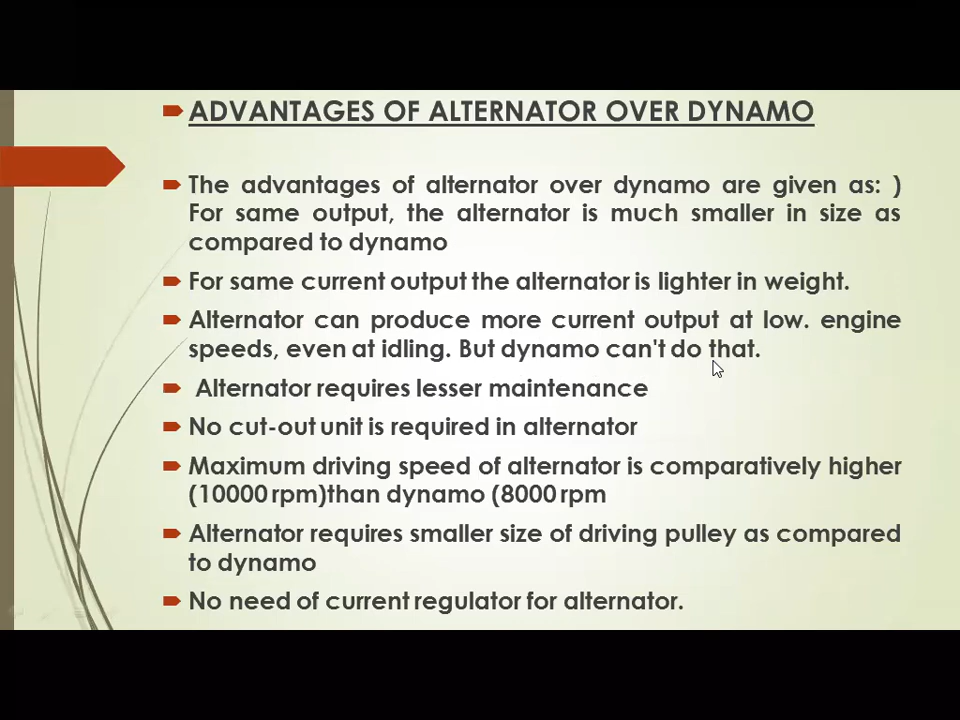 ADVANTAGES OF ALTERNATOR OVER DYNAMO
The advantages of alternator over dynamo are given as: )
For same output, the alternator is much smaller in size as
compared to dynamo
For same current output the alternator is lighter in weight.
Alternator can produce more current output at low. engine
speeds, even at idling. But dynamo can't do that.
Alternator requires lesser maintenance
No cut-out unit is required in alternator
Maximum driving speed of alternator is comparatively higher
(10000 rpm)than dynamo (8000 rpm
Alternator requires smaller size of driving pulley as compared
to dynamo
No need of current regulator for alternator.